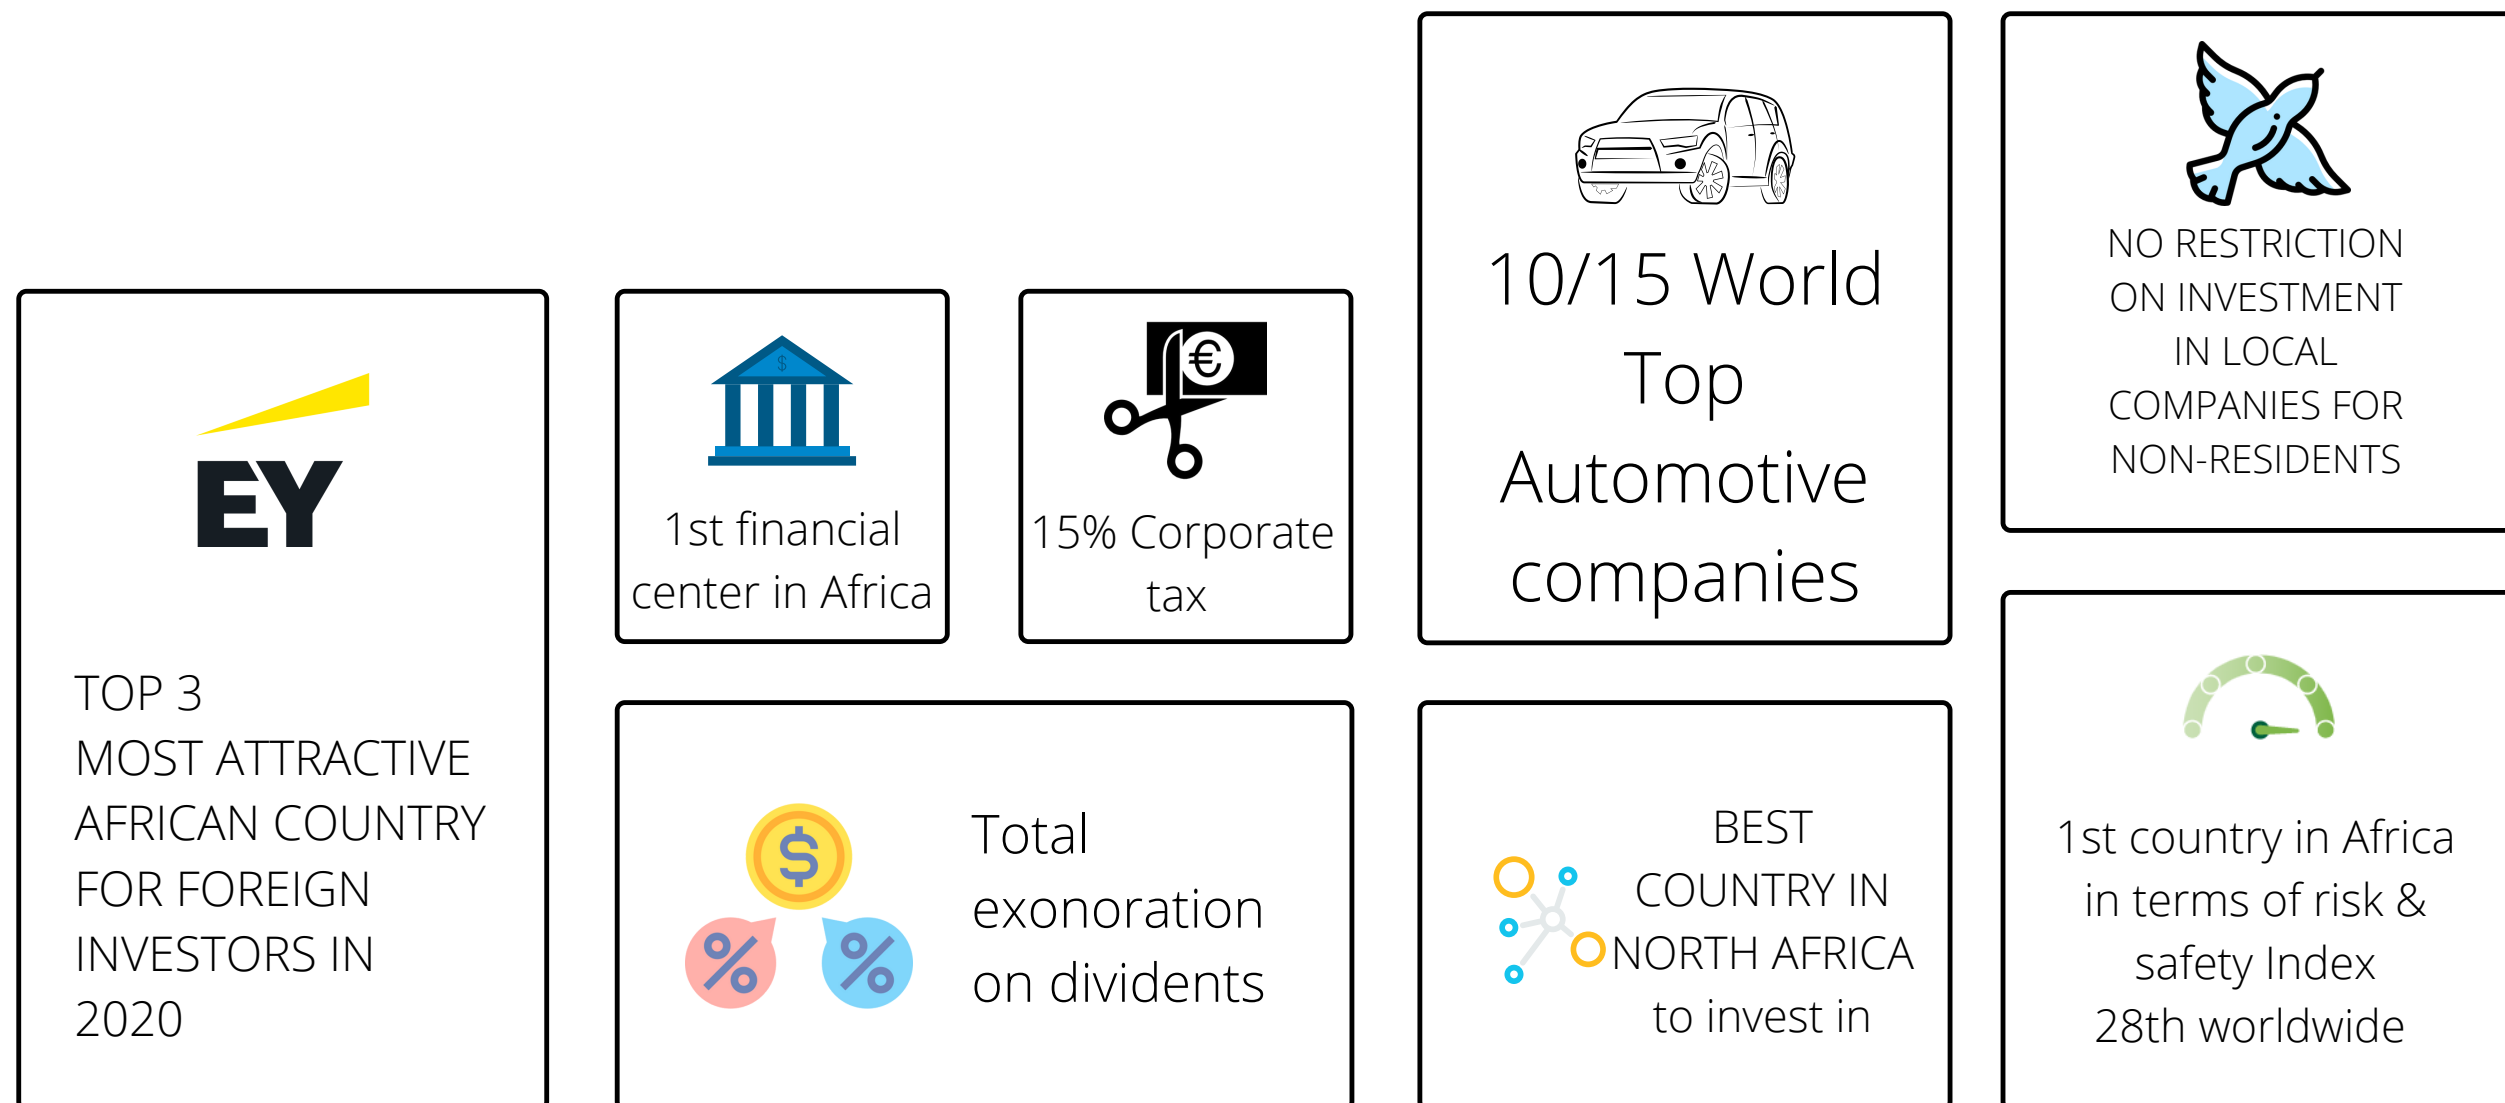 EY
TOP 3
MOST ATTRACTIVE
AFRICAN COUNTRY
FOR FOREIGN
INVESTORS IN
2020
$
1st financial
center in Africa
€
15% Corporate
tax
10/15 World
Top
Automotive
companies
NO RESTRICTION
ON INVESTMENT
IN LOCAL
COMPANIES FOR
NON-RESIDENTS
$
%
%
Total
exonoration
on dividents
BEST
COUNTRY IN
NORTH AFRICA
to invest in
1st country in Africa
in terms of risk &
safety Index
28th worldwide